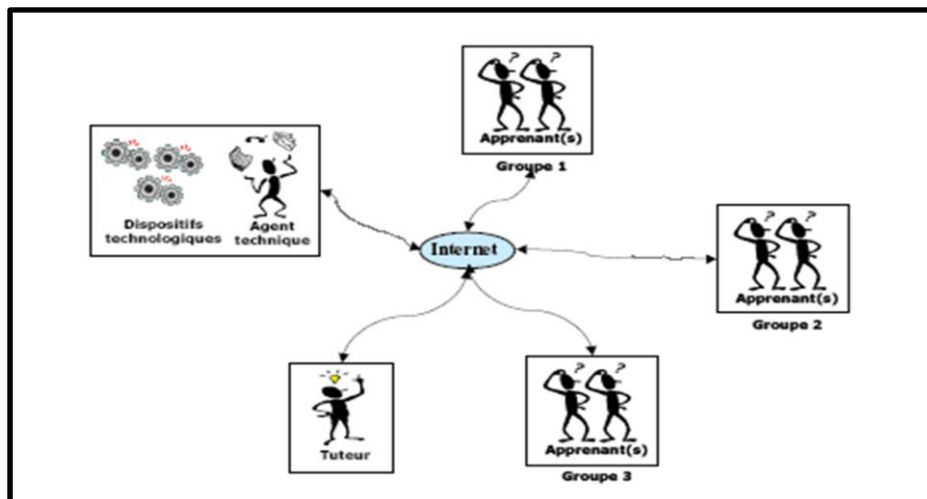 ?
?
Apprenant(s)
Groupe 1
Dispositifs
technologiques
Agent
technique
Internet
?
?
Apprenant(s)
Groupe 2
Tuteur
?
?
Apprenant(s)
Groupe 3